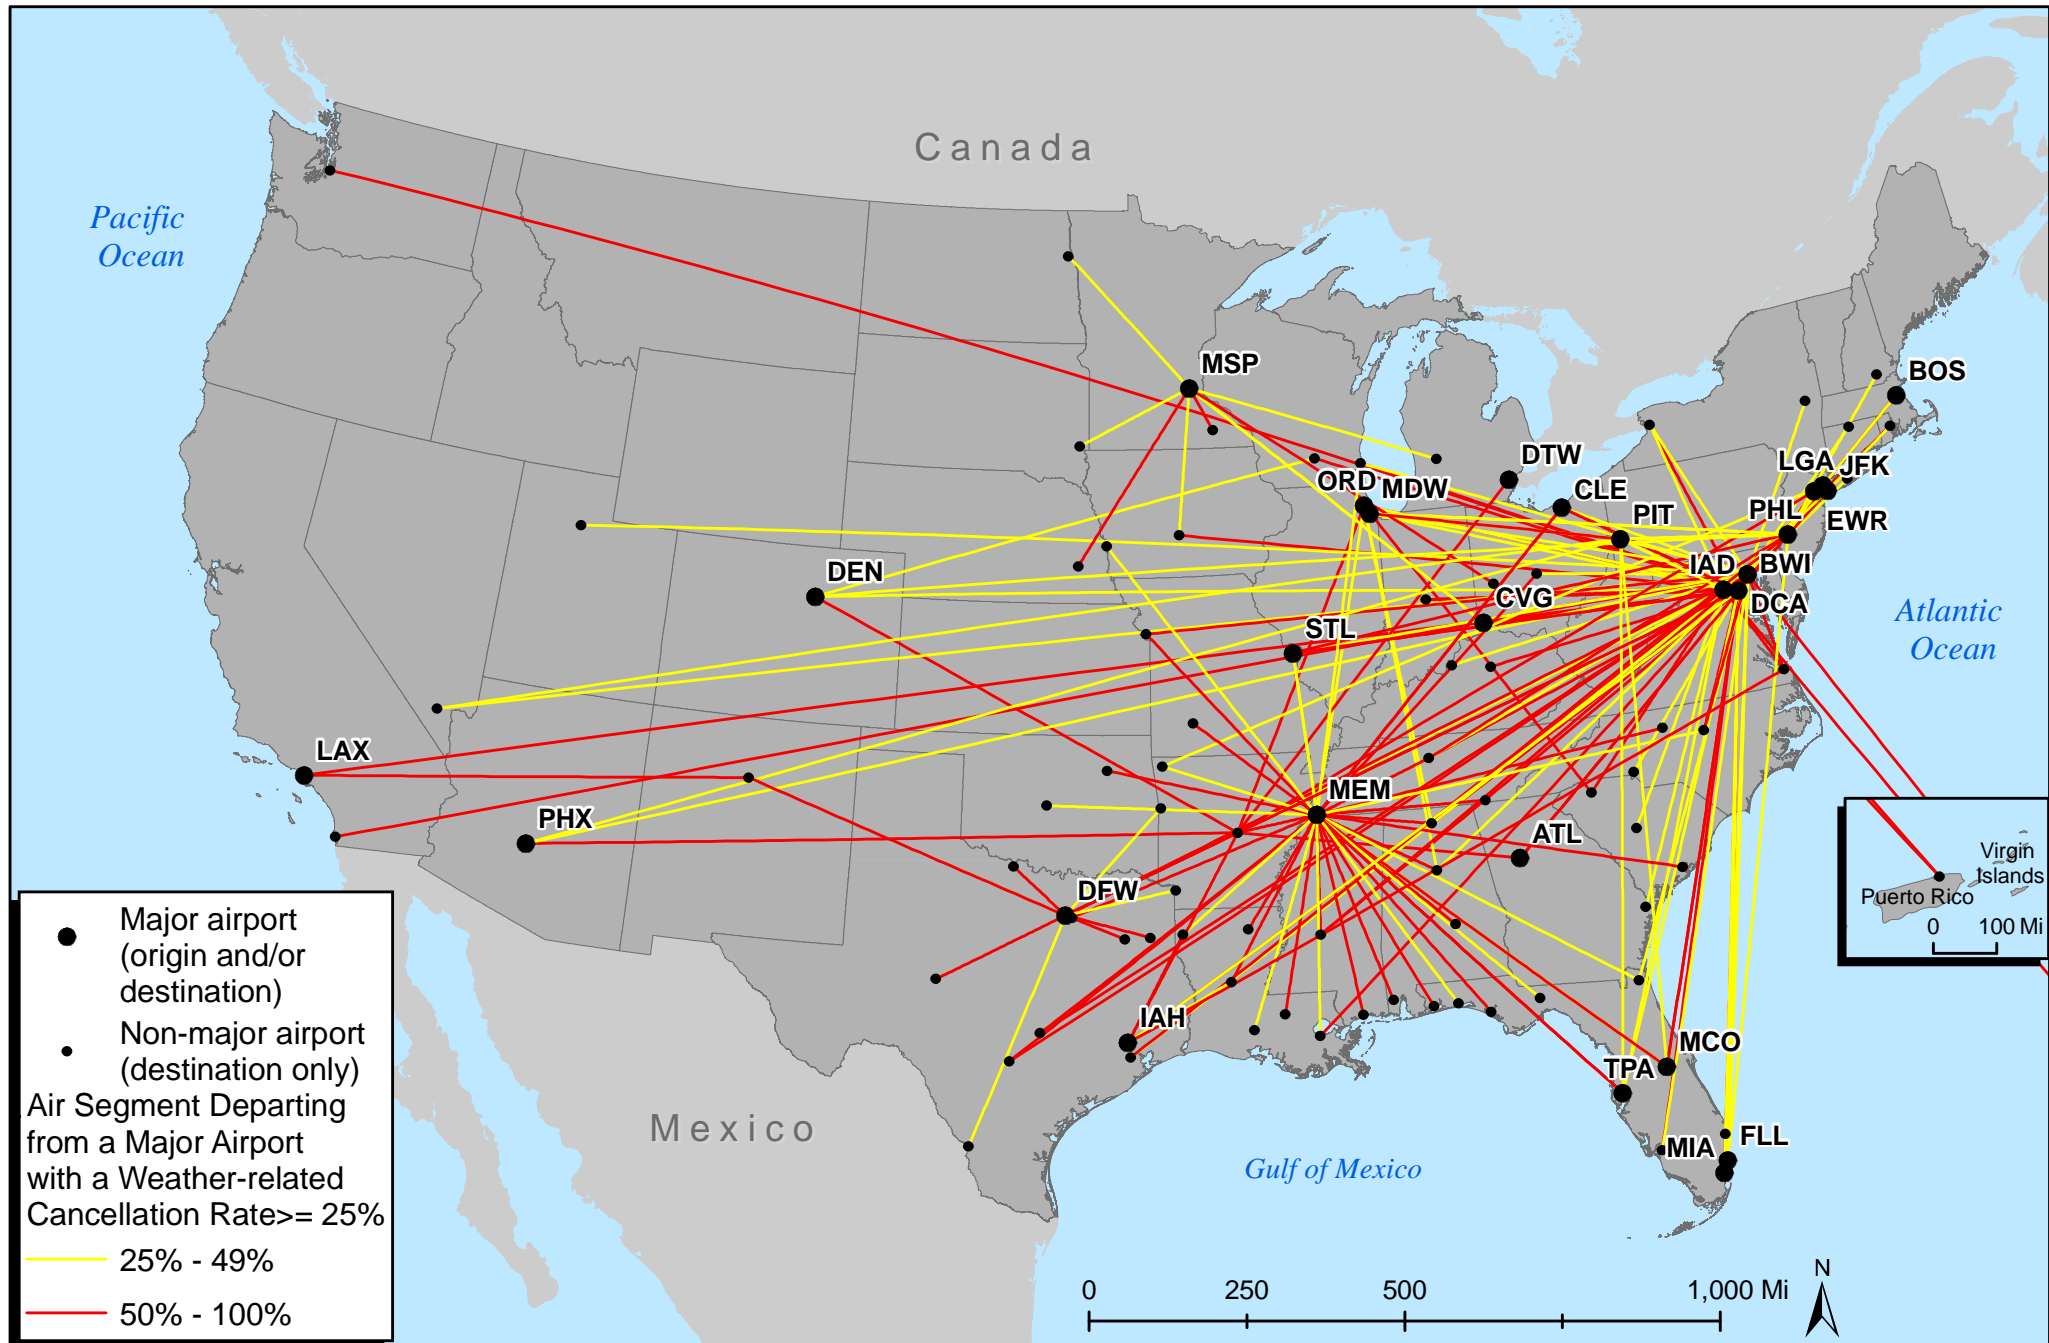 Canada
Pacific
Ocean
MSP
BOS
DTW
LGA
JFK
ORD
MDW
CLE
PIT
PHL
EWR
DEN
IAD
BWI
CVG
DCA
Atlantic
Ocean
STL
LAX
MEM
PHX
ATL
Virgin
Islands
Puerto Rico
0 100 Mi
DFW
Major airport
(origin and/or
destination)
Non-major airport
(destination only)
Air Segment Departing
from a Major Airport
with a Weather-related
Cancellation Rate>= 25%
25% - 49%
50% - 100%
IAH
MCO
TPA
Mexico
MIA
FLL
Gulf of Mexico
N
0 250 500 1,000 Mi